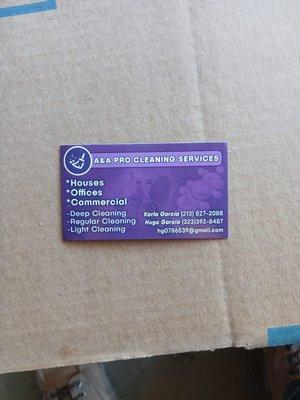 A&A PRO CLEANING SERVICES
*Houses
*Offices
*Commercial
-Deep Cleaning
-Regular Cleaning
-Light Cleaning
Karla Garcia (213) 827-2088
Hugo Garcia (323)392-8487
hg0786539@gmail.com